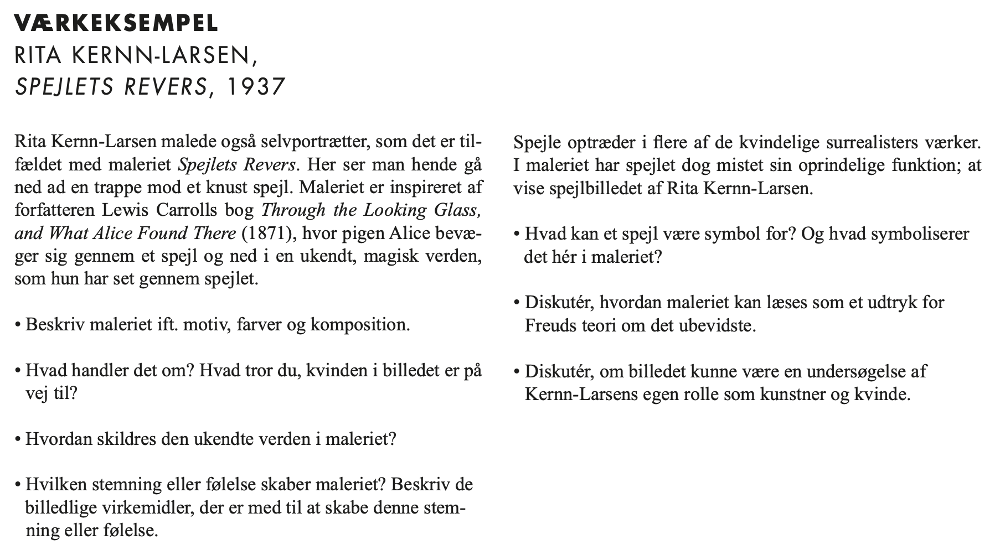 VÆRKEKSEMPEL
RITA KERNN-LARSEN,
SPEJLETS REVERS, 1937
Rita Kernn-Larsen malede også selvportrætter, som det er til-
fældet med maleriet Spejlets Revers. Her ser man hende gå
ned ad en trappe mod et knust spejl. Maleriet er inspireret af
forfatteren Lewis Carrolls bog Through the Looking Glass,
and What Alice Found There (1871), hvor pigen Alice bevæ-
ger sig gennem et spejl og ned i en ukendt, magisk verden,
som hun har set gennem spejlet.
• Beskriv maleriet ift. motiv, farver og komposition.
• Hvad handler det om? Hvad tror du, kvinden i billedet er på
vej til?
• Hvordan skildres den ukendte verden i maleriet?
• Hvilken stemning eller følelse skaber maleriet? Beskriv de
billedlige virkemidler, der er med til at skabe denne stem-
ning eller følelse.
Spejle optræder i flere af de kvindelige surrealisters værker.
I maleriet har spejlet dog mistet sin oprindelige funktion; at
vise spejlbilledet af Rita Kernn-Larsen.
• Hvad kan et spejl være symbol for? Og hvad symboliserer
det hér i maleriet?
• Diskutér, hvordan maleriet kan læses som et udtryk for
Freuds teori om det ubevidste.
• Diskutér, om billedet kunne være en undersøgelse af
Kernn-Larsens egen rolle som kunstner og kvinde.